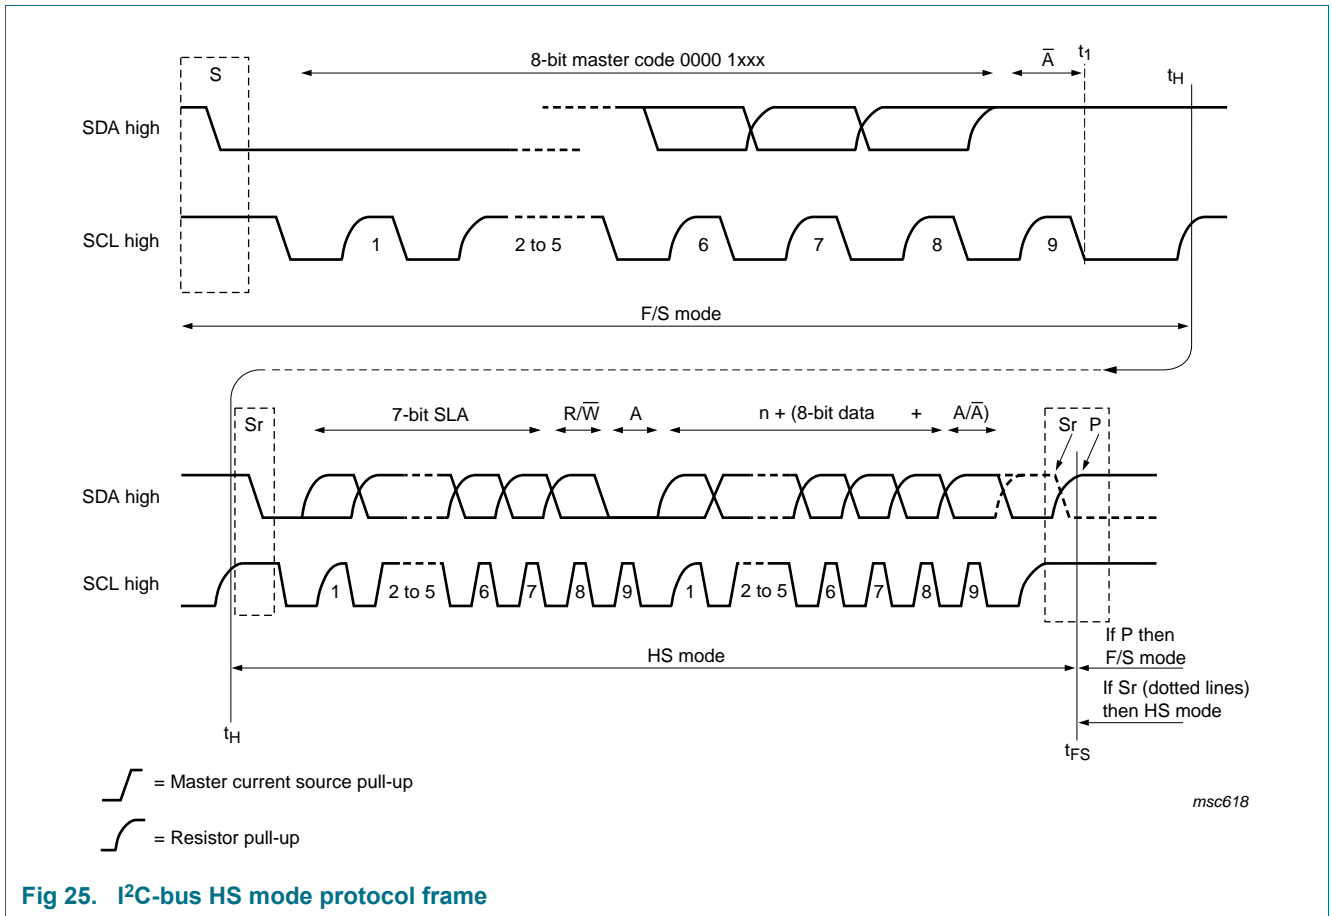 S
8-bit master code 0000 1xxx
A̅
t1
tH
SDA high
SCL high
1
2 to 5
6
7
8
9
F/S mode
Sr
7-bit SLA
R/W̅
A
n + (8-bit data + A/A̅)
Sr P
SDA high
SCL high
1
2 to 5
6
7
8
9
1
2 to 5
6
7
8
9
If P then
F/S mode
HS mode
If Sr (dotted lines)
then HS mode
tH
tFS
= Master current source pull-up
msc618
= Resistor pull-up
Fig 25. I²C-bus HS mode protocol frame